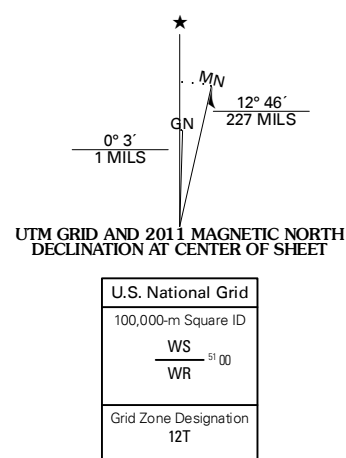 ★
MN
12° 46´
227 MILS
GN
0° 3´
1 MILS
UTM GRID AND 2011 MAGNETIC NORTH
DECLINATION AT CENTER OF SHEET
U.S. National Grid
100,000-m Square ID
WS
51 00
WR
Grid Zone Designation
12T